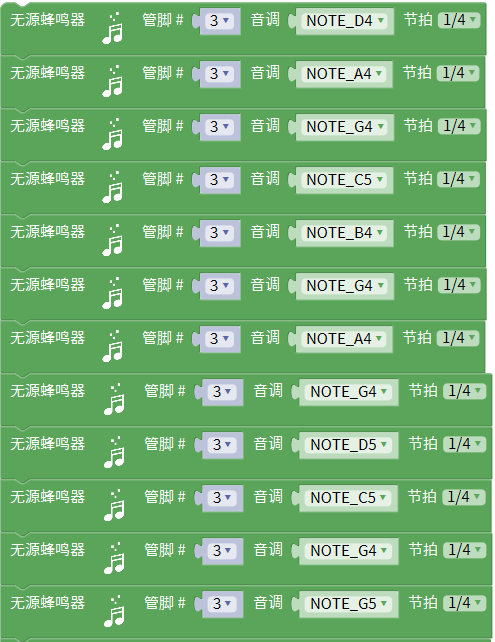 无源蜂鸣器 管脚 # 3 音调 NOTE_D4 节拍 1/4
无源蜂鸣器 管脚 # 3 音调 NOTE_A4 节拍 1/4
无源蜂鸣器 管脚 # 3 音调 NOTE_G4 节拍 1/4
无源蜂鸣器 管脚 # 3 音调 NOTE_C5 节拍 1/4
无源蜂鸣器 管脚 # 3 音调 NOTE_B4 节拍 1/4
无源蜂鸣器 管脚 # 3 音调 NOTE_G4 节拍 1/4
无源蜂鸣器 管脚 # 3 音调 NOTE_A4 节拍 1/4
无源蜂鸣器 管脚 # 3 音调 NOTE_G4 节拍 1/4
无源蜂鸣器 管脚 # 3 音调 NOTE_D5 节拍 1/4
无源蜂鸣器 管脚 # 3 音调 NOTE_C5 节拍 1/4
无源蜂鸣器 管脚 # 3 音调 NOTE_G4 节拍 1/4
无源蜂鸣器 管脚 # 3 音调 NOTE_G5 节拍 1/4